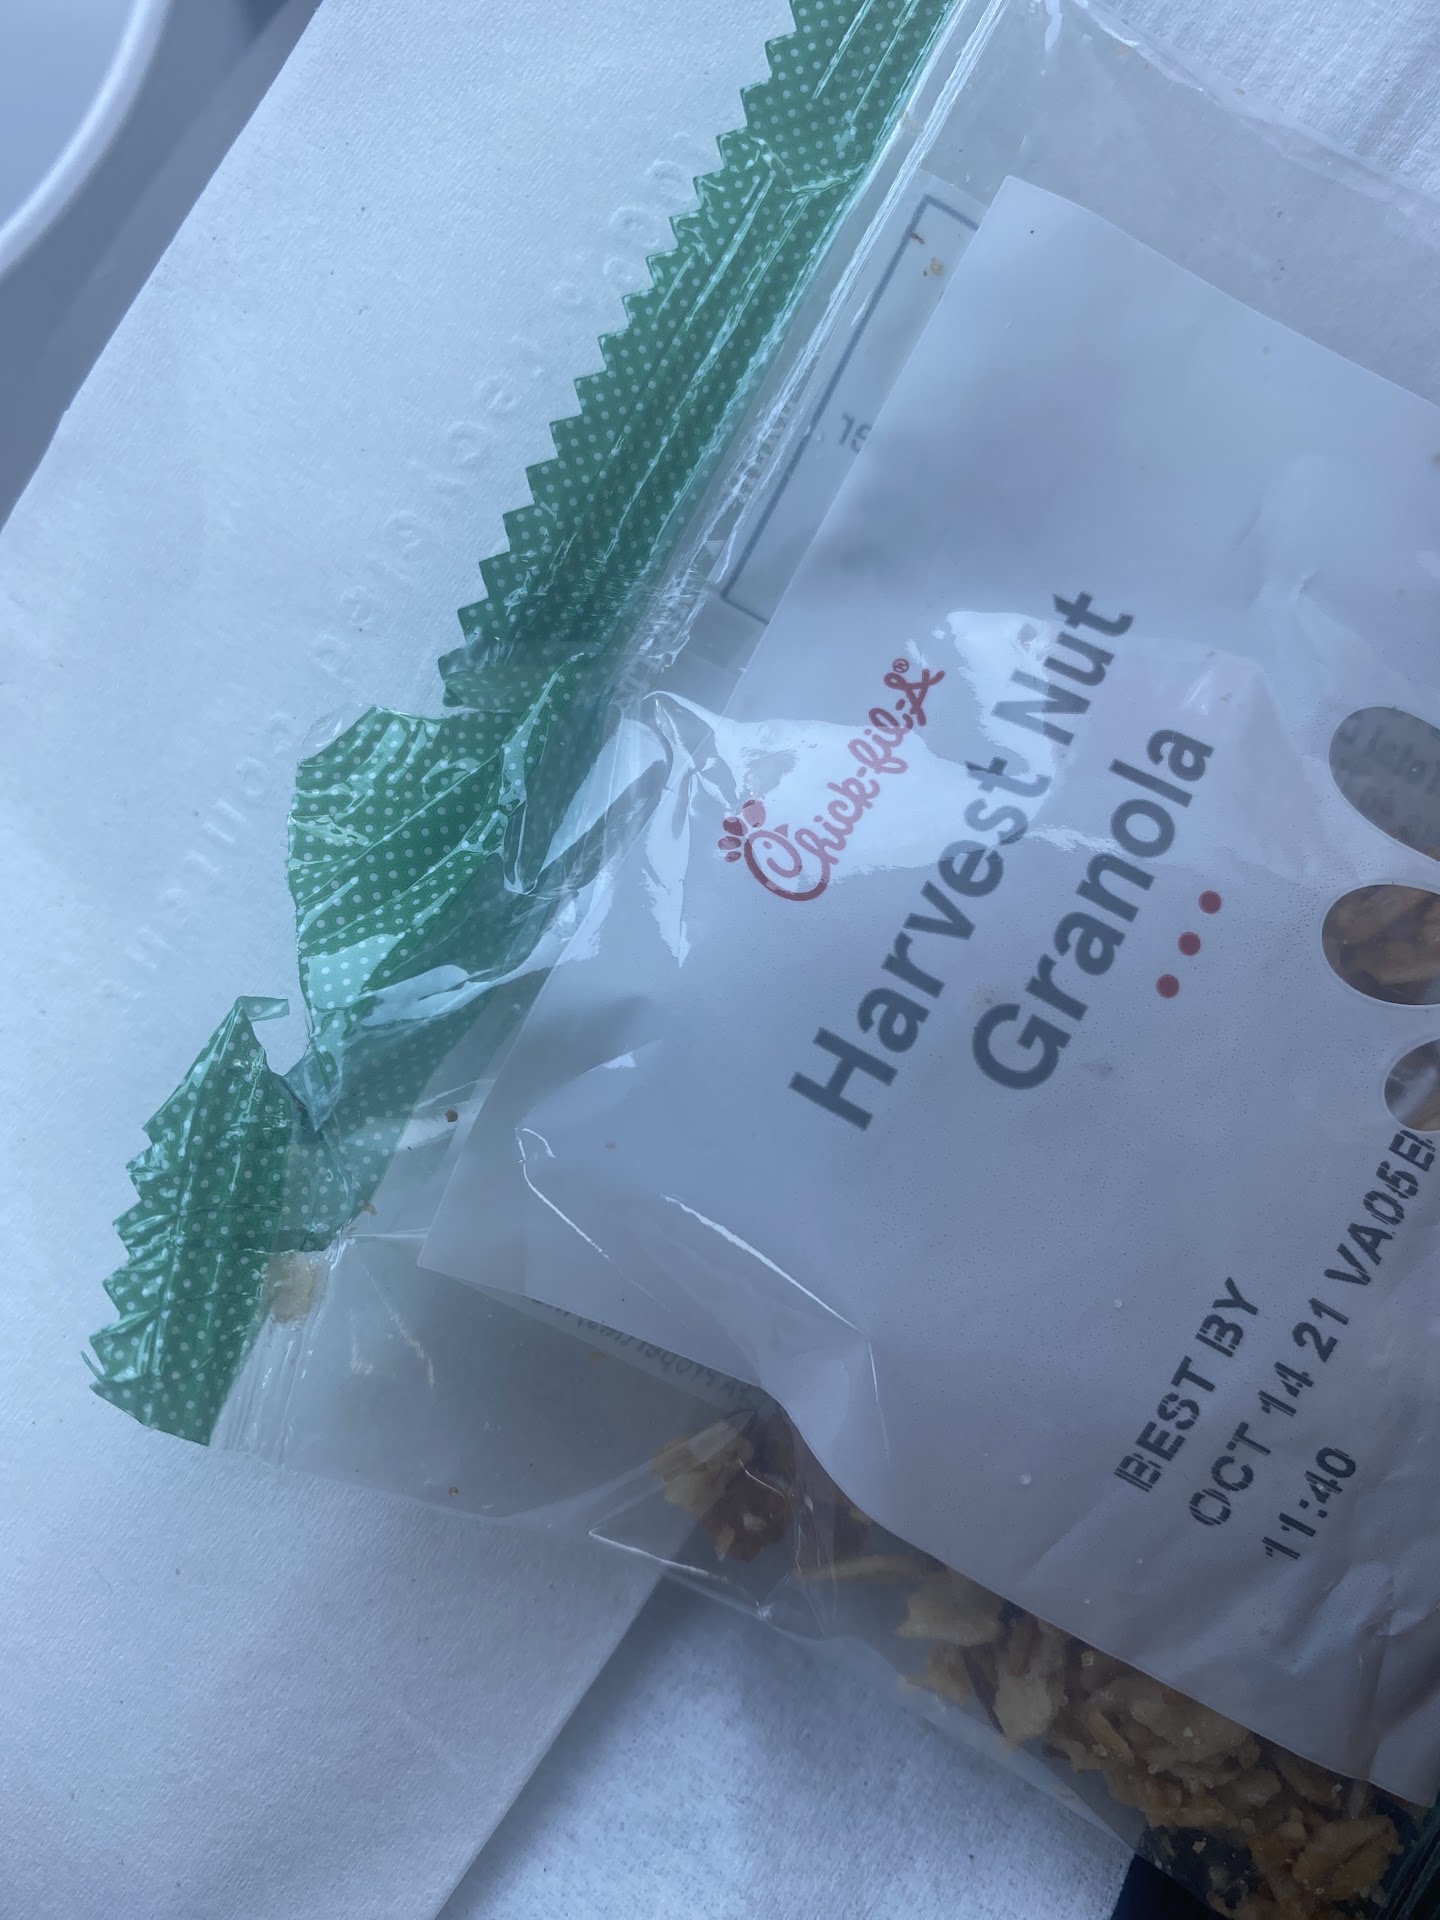 Chick-fil-A®
Harvest Nut
Granola
BEST BY
OCT 14 21 VA05E
11:40